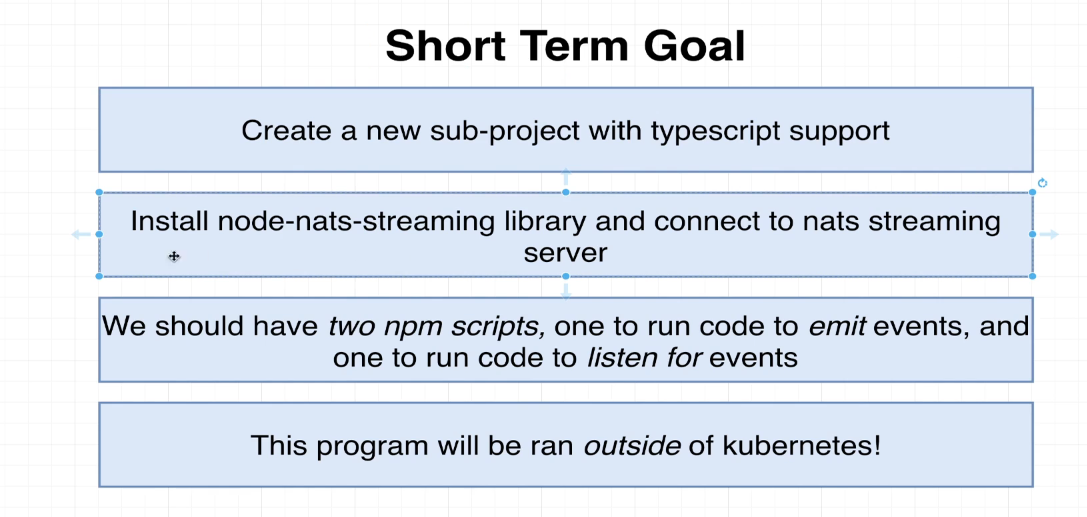 Short Term Goal
Create a new sub-project with typescript support
Install node-nats-streaming library and connect to nats streaming
server
We should have two npm scripts, one to run code to emit events, and
one to run code to listen for events
This program will be ran outside of kubernetes!